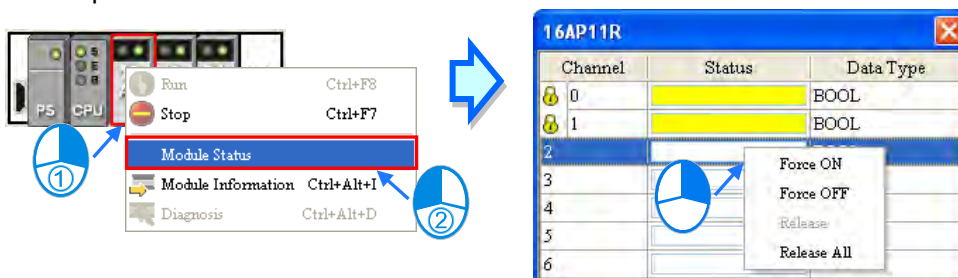 PS CPU
Run Ctrl+F8
Stop Ctrl+F7
Module Status
Module Information Ctrl+Alt+I
Diagnosis Ctrl+Alt+D
①
②
16AP11R
Channel Status Data Type
0 BOOL
1 BOOL
2
3
4
5
6
Force ON
Force OFF
Release
Release All